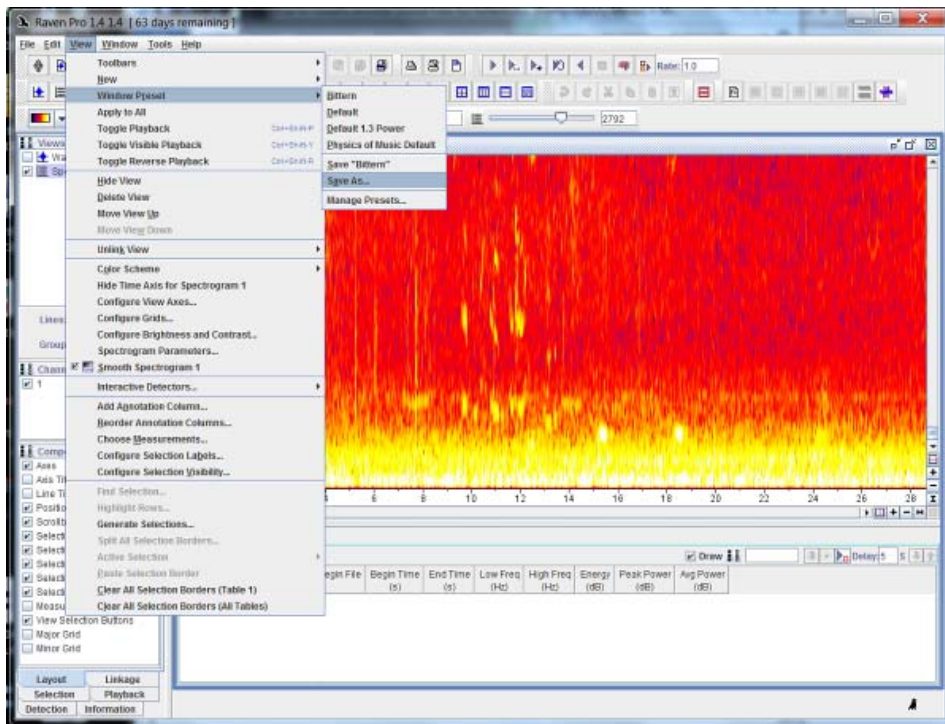 Raven Pro 1.4 1.4 [ 63 days remaining ]
File Edit View Window Tools Help
Toolbars
Rate: 1.0
New
Window Preset
Bittern
Apply to All
Default
2792
Toggle Playback Ctrl+Shift-P
Default 1.3 Power
Toggle Visible Playback Ctrl+Shift-Y
Physics of Music Default
Views
Toggle Reverse Playback Ctrl+Shift-R
Save "Bittern"
Hide View
Save As...
Delete View
Manage Presets...
Move View Up
Move View Down
Unlink View
Color Scheme
Hide Time Axis for Spectrogram 1
Configure View Axes...
Lines:
Configure Grids...
Configure Brightness and Contrast...
Group
Spectrogram Parameters...
Smooth Spectrogram 1
1
Interactive Detectors...
Add Annotation Column...
Reorder Annotation Columns...
Choose Measurements...
Configure Selection Labels...
Configure Selection Visibility...
Axes
Find Selection...
6 8 10 12 14 16 18 20 22 24 26 28
Highlight Rows...
Generate Selections...
Split All Selection Borders...
Active Selection
Draw Delay: 5 s
Paste Selection Border
Begin File Begin Time (s) End Time (s) Low Freq (Hz) High Freq (Hz) Energy (dB) Peak Power (dB) Avg Power (dB)
Clear All Selection Borders (Table 1)
Clear All Selection Borders (All Tables)
View Selection Buttons
Major Grid
Minor Grid
Layout Linkage
Selection Playback
Detection Information